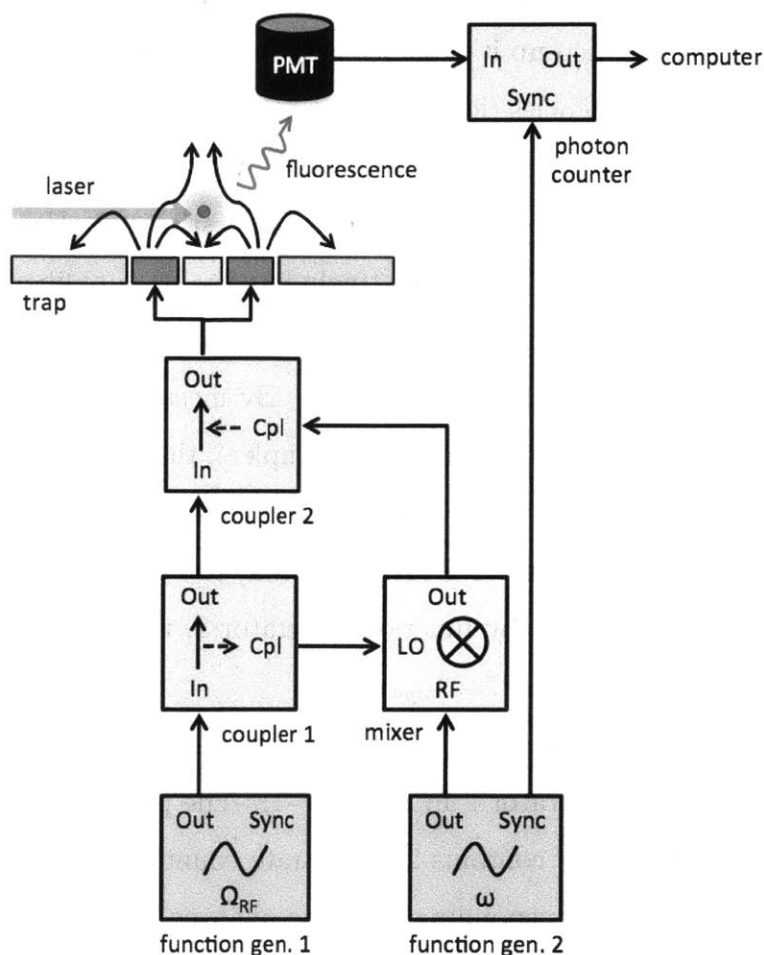 PMT
In Out
Sync
computer
photon
counter
fluorescence
laser
trap
Out
Cpl
In
coupler 2
Out
Cpl
In
coupler 1
Out
LO
RF
mixer
Out Sync
Ω_RF
function gen. 1
Out Sync
ω
function gen. 2